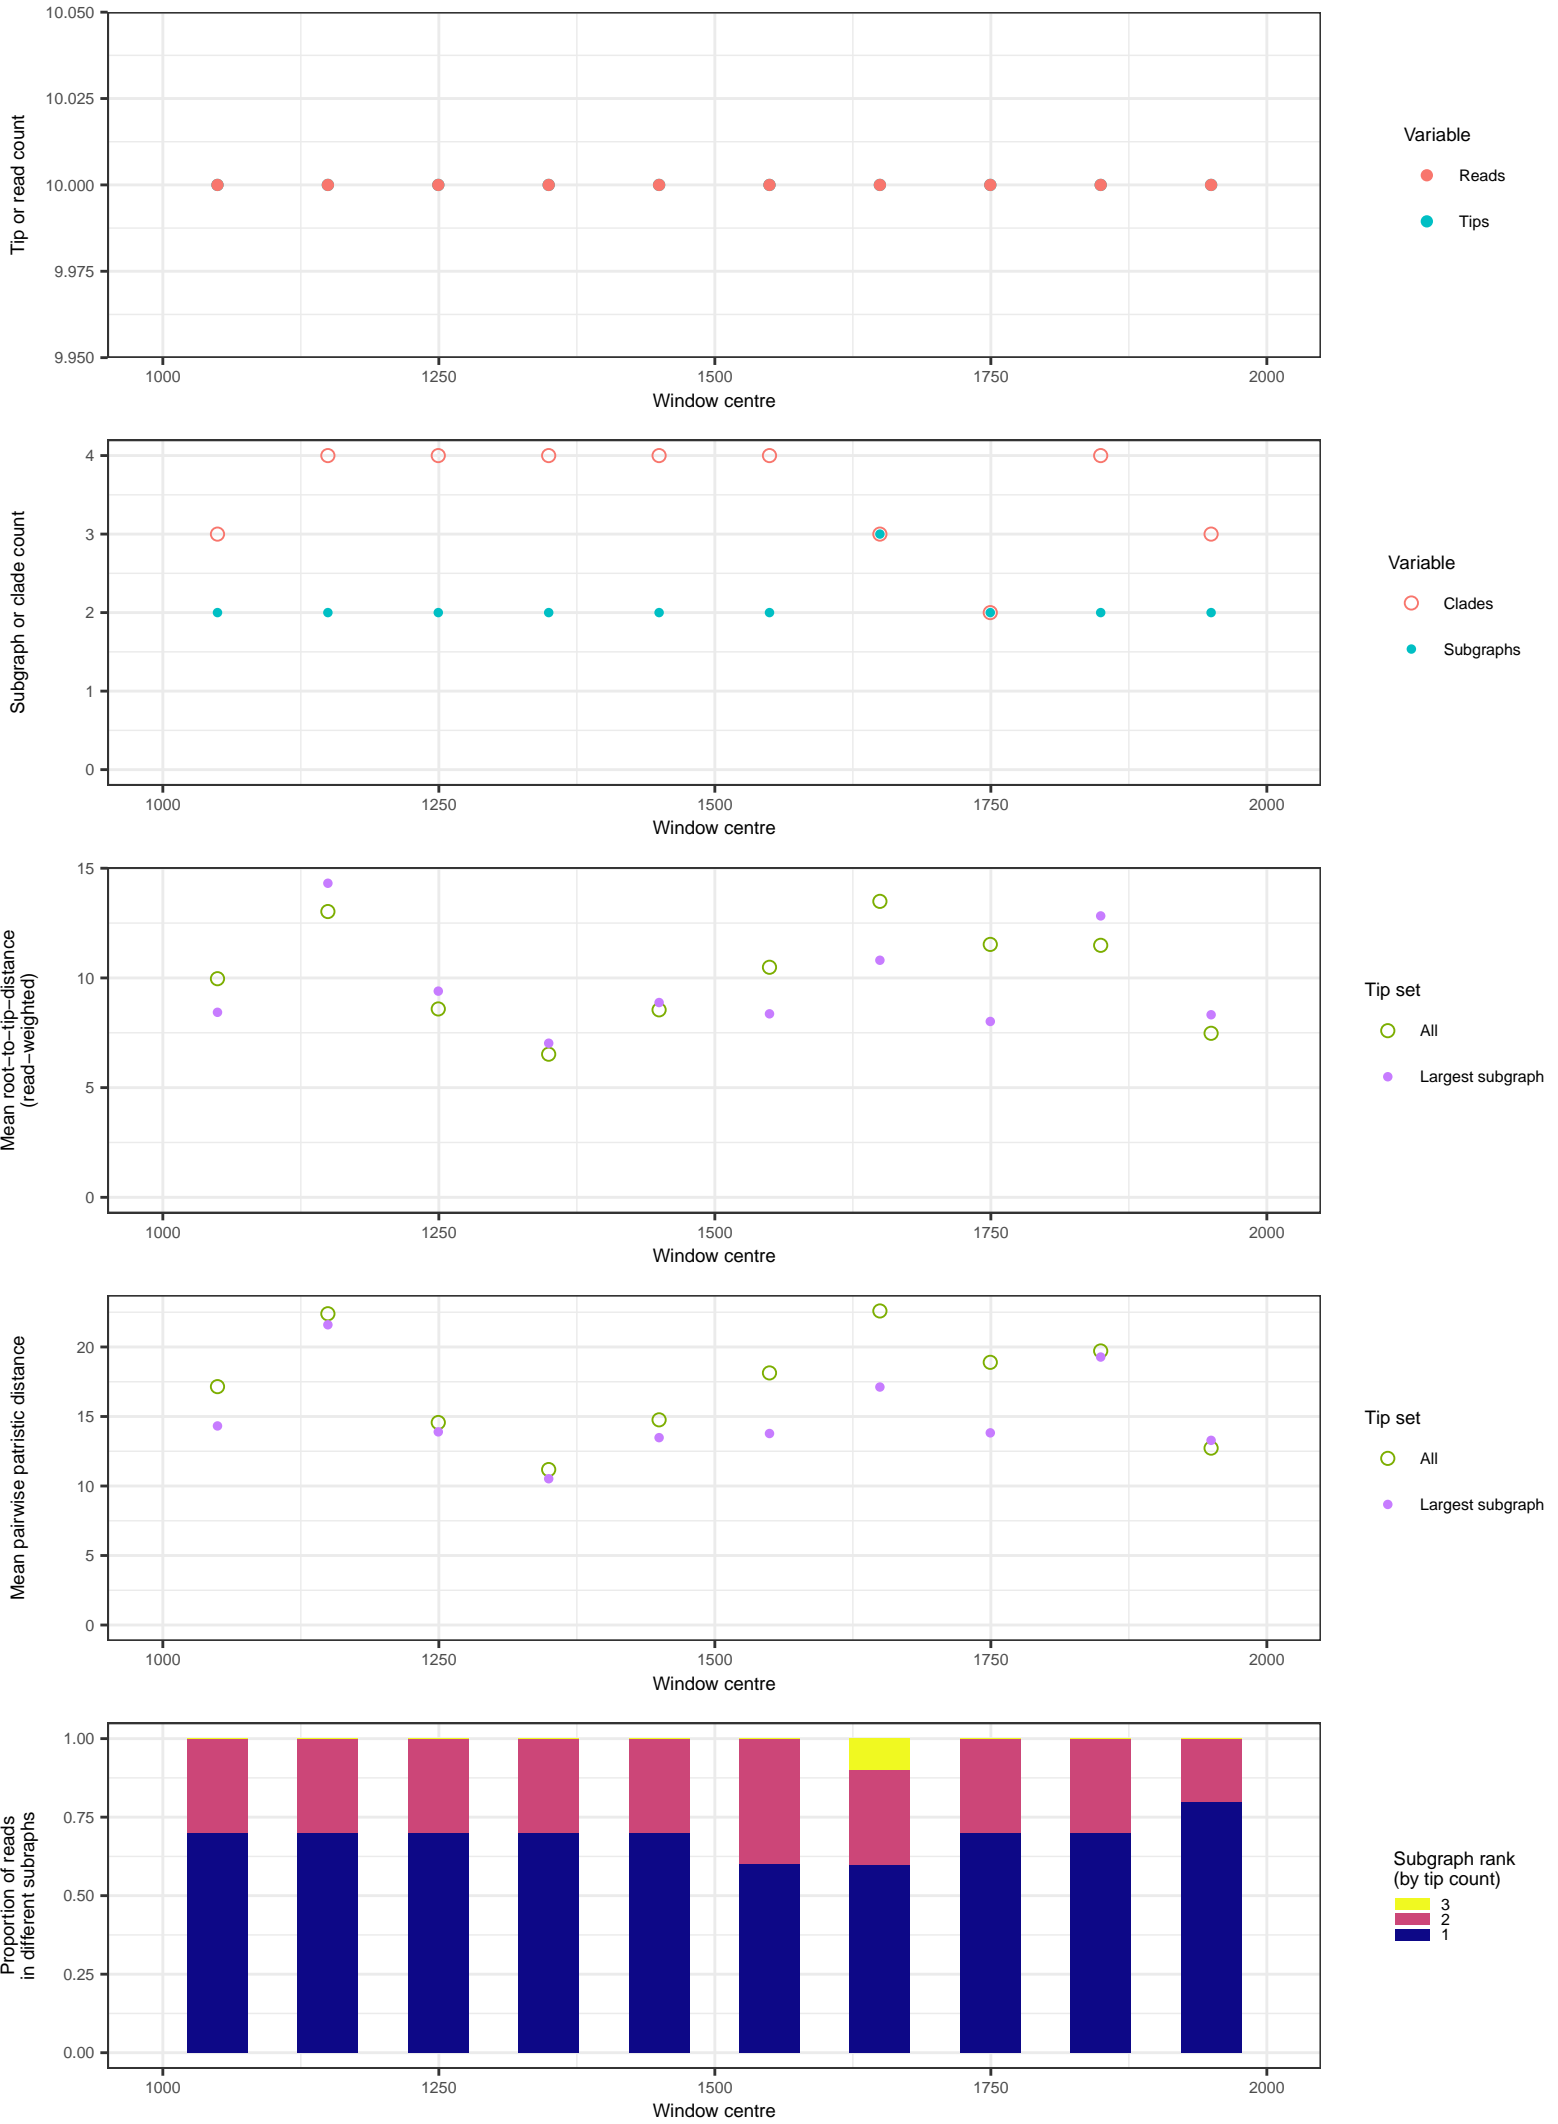 10.050
10.025
10.000
9.975
9.950
Tip or read count
1000
1250
1500
1750
2000
Window centre
Variable
Reads
Tips
4
3
2
1
0
Subgraph or clade count
1000
1250
1500
1750
2000
Window centre
Variable
Clades
Subgraphs
15
10
5
0
Mean root−to−tip−distance
(read−weighted)
1000
1250
1500
1750
2000
Window centre
Tip set
All
Largest subgraph
20
15
10
5
0
Mean pairwise patristic distance
1000
1250
1500
1750
2000
Window centre
Tip set
All
Largest subgraph
1.00
0.75
0.50
0.25
0.00
Proportion of reads
in different subraphs
1000
1250
1500
1750
2000
Window centre
Subgraph rank
(by tip count)
3
2
1